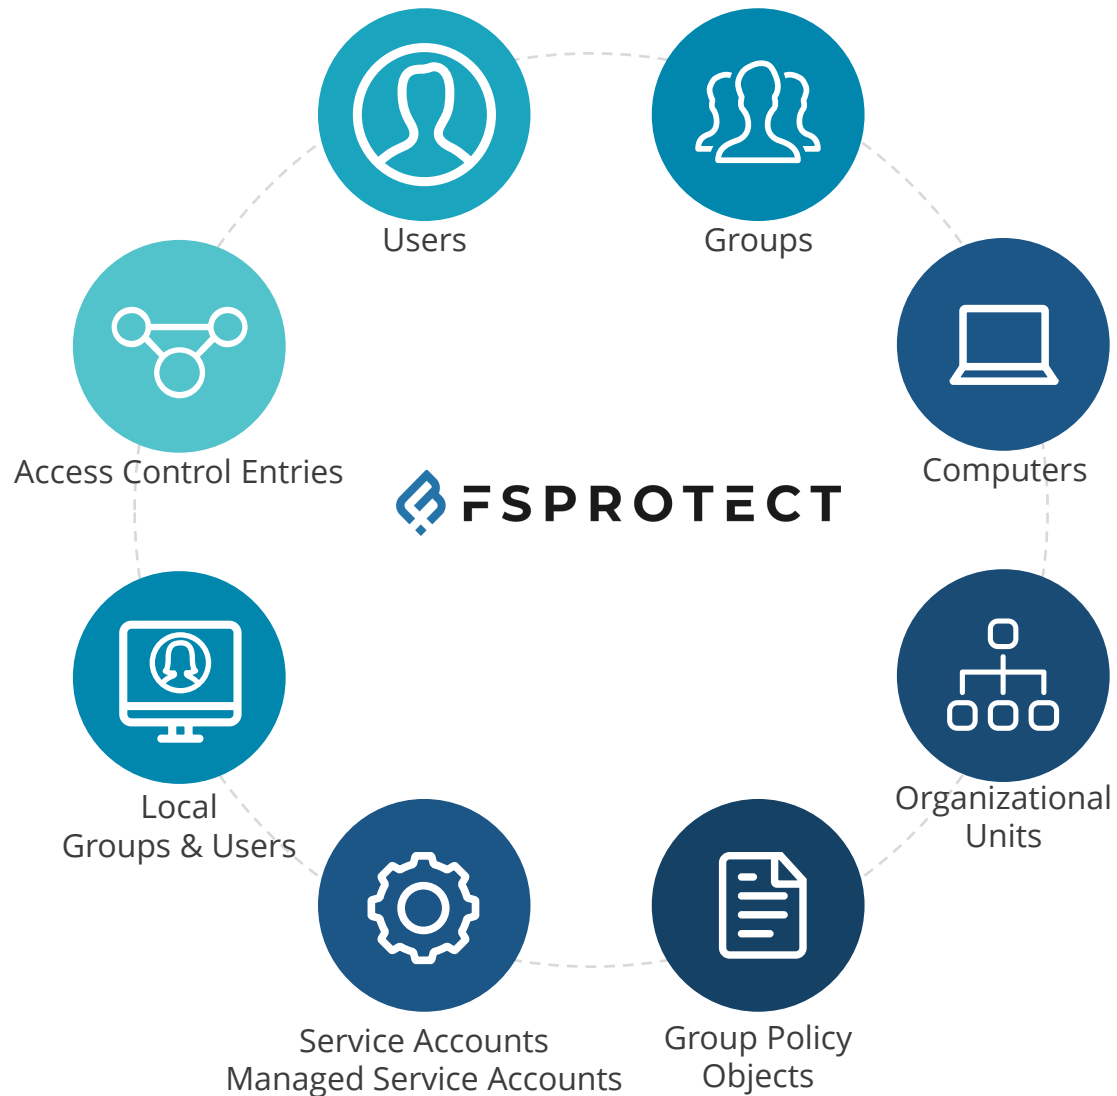 Users
Groups
Access Control Entries
Computers
FSPROTECT
Local
Groups & Users
Organizational
Units
Service Accounts
Managed Service Accounts
Group Policy
Objects